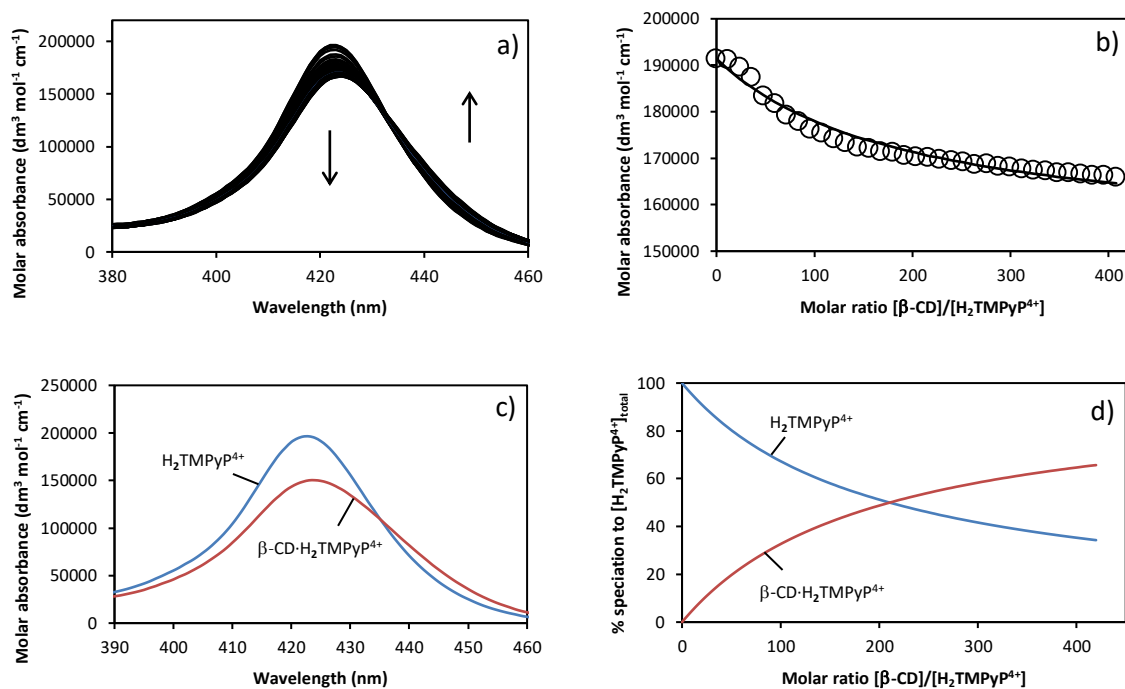 a)
Molar absorbance (dm³ mol⁻¹ cm⁻¹)
200000
150000
100000
50000
0
380
400
420
440
460
Wavelength (nm)
b)
Molar absorbance (dm³ mol⁻¹ cm⁻¹)
200000
190000
180000
170000
160000
150000
0
100
200
300
400
Molar ratio [β-CD]/[H₂TMPyP⁴⁺]
c)
Molar absorbance (dm³ mol⁻¹ cm⁻¹)
250000
200000
150000
100000
50000
0
H₂TMPyP⁴⁺
β-CD·H₂TMPyP⁴⁺
390
400
410
420
430
440
450
460
Wavelength (nm)
d)
% speciation to [H₂TMPyP⁴⁺]total
100
80
60
40
20
0
H₂TMPyP⁴⁺
β-CD·H₂TMPyP⁴⁺
0
100
200
300
400
Molar ratio [β-CD]/[H₂TMPyP⁴⁺]